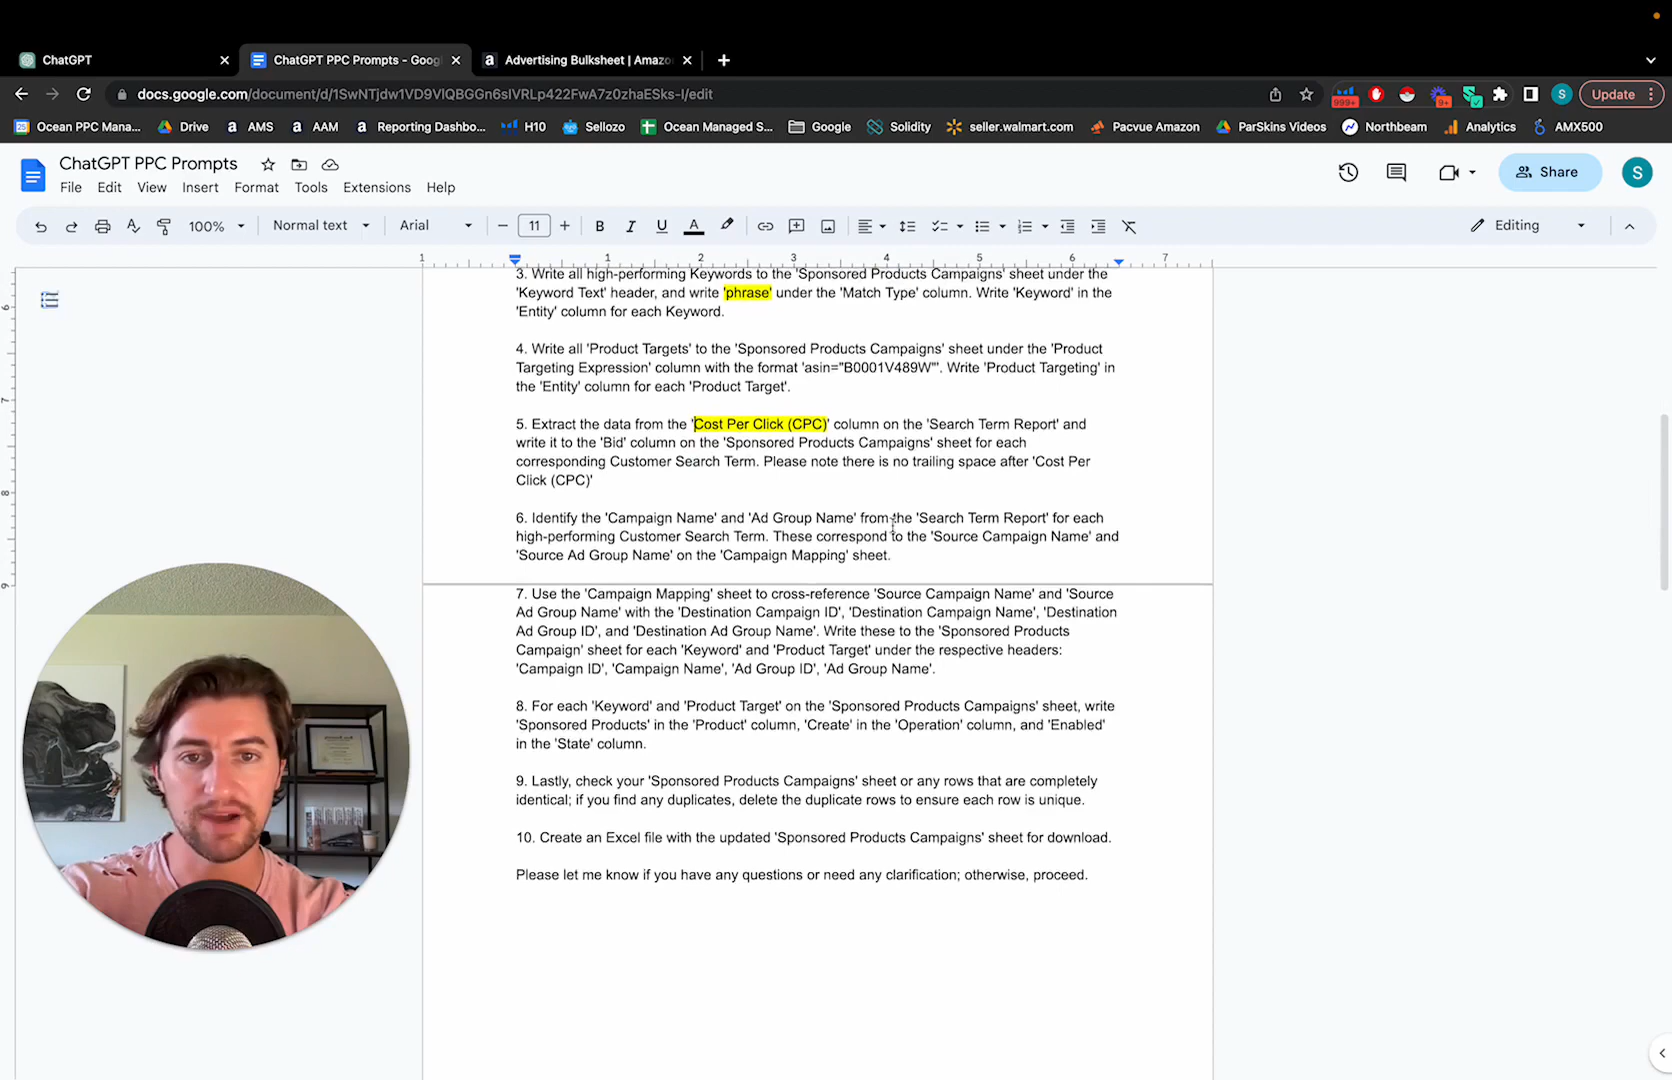 ChatGPT
ChatGPT PPC Prompts - Goog
Advertising Bulksheet | Amazo
docs.google.com/document/d/1SwNTjdw1VD9VlQBGGn6slVRLp422FwA7z0zhaESks-I/edit
999+
9+
S
Update
Ocean PPC Mana...
Drive
AMS
AAM
Reporting Dashbo...
H10
Sellozo
Ocean Managed S...
Google
Solidity
seller.walmart.com
Pacvue Amazon
ParSkins Videos
Northbeam
Analytics
AMX500
ChatGPT PPC Prompts
File Edit View Insert Format Tools Extensions Help
Share
S
100%
Normal text
Arial
11
B I U A
Editing
1 1 2 3 4 5 6 7
6
7
8
9
3. Write all high-performing Keywords to the 'Sponsored Products Campaigns' sheet under the
'Keyword Text' header, and write 'phrase' under the 'Match Type' column. Write 'Keyword' in the
'Entity' column for each Keyword.
4. Write all 'Product Targets' to the 'Sponsored Products Campaigns' sheet under the 'Product
Targeting Expression' column with the format 'asin="B0001V489W"'. Write 'Product Targeting' in
the 'Entity' column for each 'Product Target'.
5. Extract the data from the 'Cost Per Click (CPC)' column on the 'Search Term Report' and
write it to the 'Bid' column on the 'Sponsored Products Campaigns' sheet for each
corresponding Customer Search Term. Please note there is no trailing space after 'Cost Per
Click (CPC)'
6. Identify the 'Campaign Name' and 'Ad Group Name' from the 'Search Term Report' for each
high-performing Customer Search Term. These correspond to the 'Source Campaign Name' and
'Source Ad Group Name' on the 'Campaign Mapping' sheet.
7. Use the 'Campaign Mapping' sheet to cross-reference 'Source Campaign Name' and 'Source
Ad Group Name' with the 'Destination Campaign ID', 'Destination Campaign Name', 'Destination
Ad Group ID', and 'Destination Ad Group Name'. Write these to the 'Sponsored Products
Campaign' sheet for each 'Keyword' and 'Product Target' under the respective headers:
'Campaign ID', 'Campaign Name', 'Ad Group ID', 'Ad Group Name'.
8. For each 'Keyword' and 'Product Target' on the 'Sponsored Products Campaigns' sheet, write
'Sponsored Products' in the 'Product' column, 'Create' in the 'Operation' column, and 'Enabled'
in the 'State' column.
9. Lastly, check your 'Sponsored Products Campaigns' sheet or any rows that are completely
identical; if you find any duplicates, delete the duplicate rows to ensure each row is unique.
10. Create an Excel file with the updated 'Sponsored Products Campaigns' sheet for download.
Please let me know if you have any questions or need any clarification; otherwise, proceed.